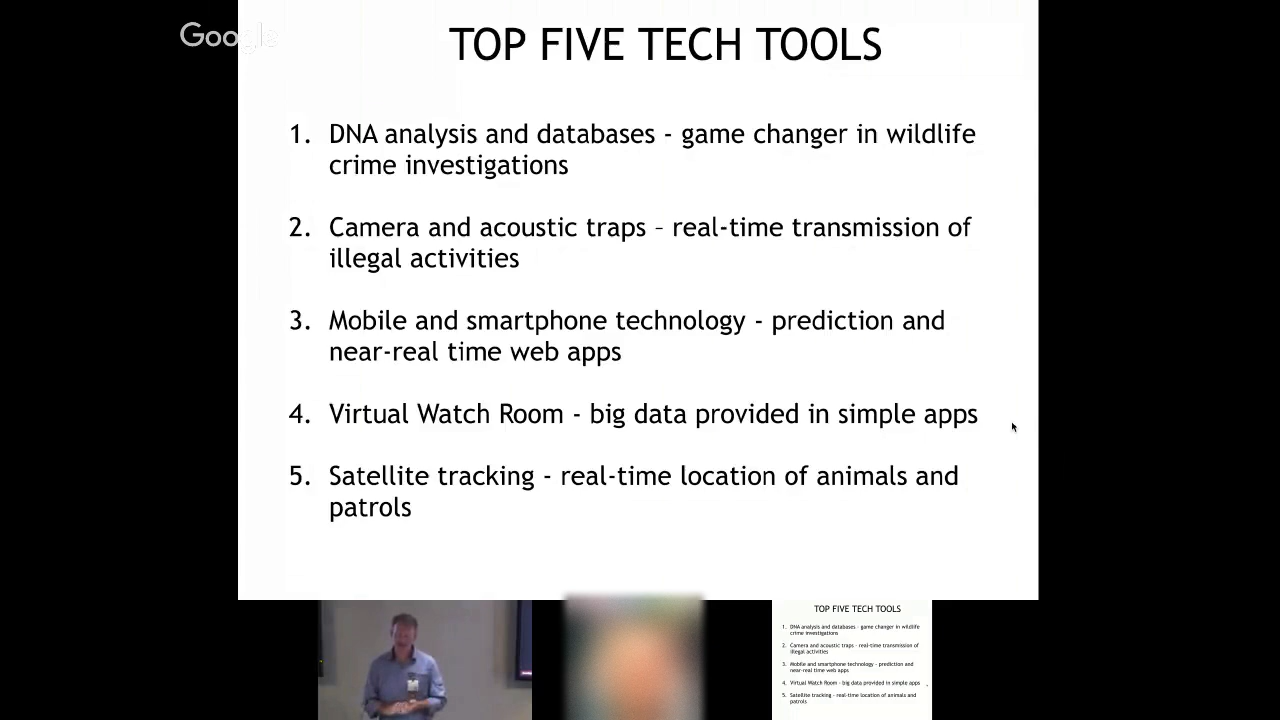 Google
TOP FIVE TECH TOOLS
1. DNA analysis and databases - game changer in wildlife
crime investigations
2. Camera and acoustic traps – real-time transmission of
illegal activities
3. Mobile and smartphone technology - prediction and
near-real time web apps
4. Virtual Watch Room - big data provided in simple apps
5. Satellite tracking - real-time location of animals and
patrols
TOP FIVE TECH TOOLS
1. DNA analysis and databases - game changer in wildlife
crime investigations
2. Camera and acoustic traps – real-time transmission of
illegal activities
3. Mobile and smartphone technology - prediction and
near-real time web apps
4. Virtual Watch Room - big data provided in simple apps
5. Satellite tracking - real-time location of animals and
patrols